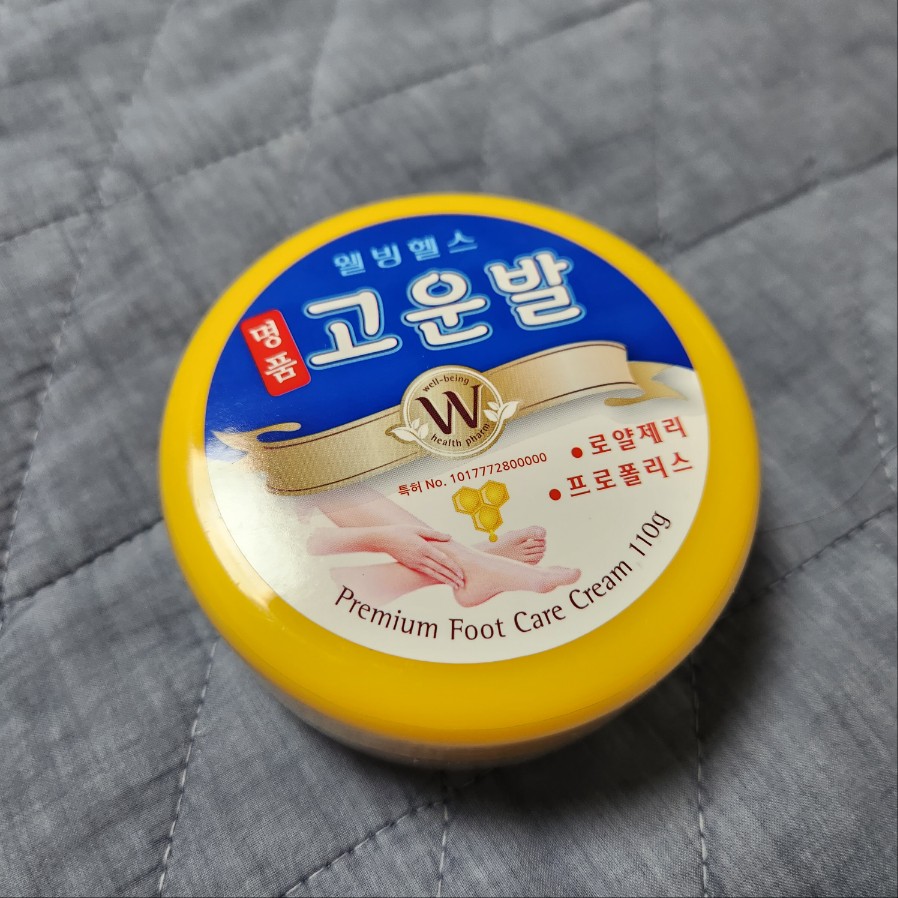 웰빙헬스
명품
고운발
well-being
W
health pharm
특허 No. 1017772800000
• 로얄제리
• 프로폴리스
Premium Foot Care Cream 110g